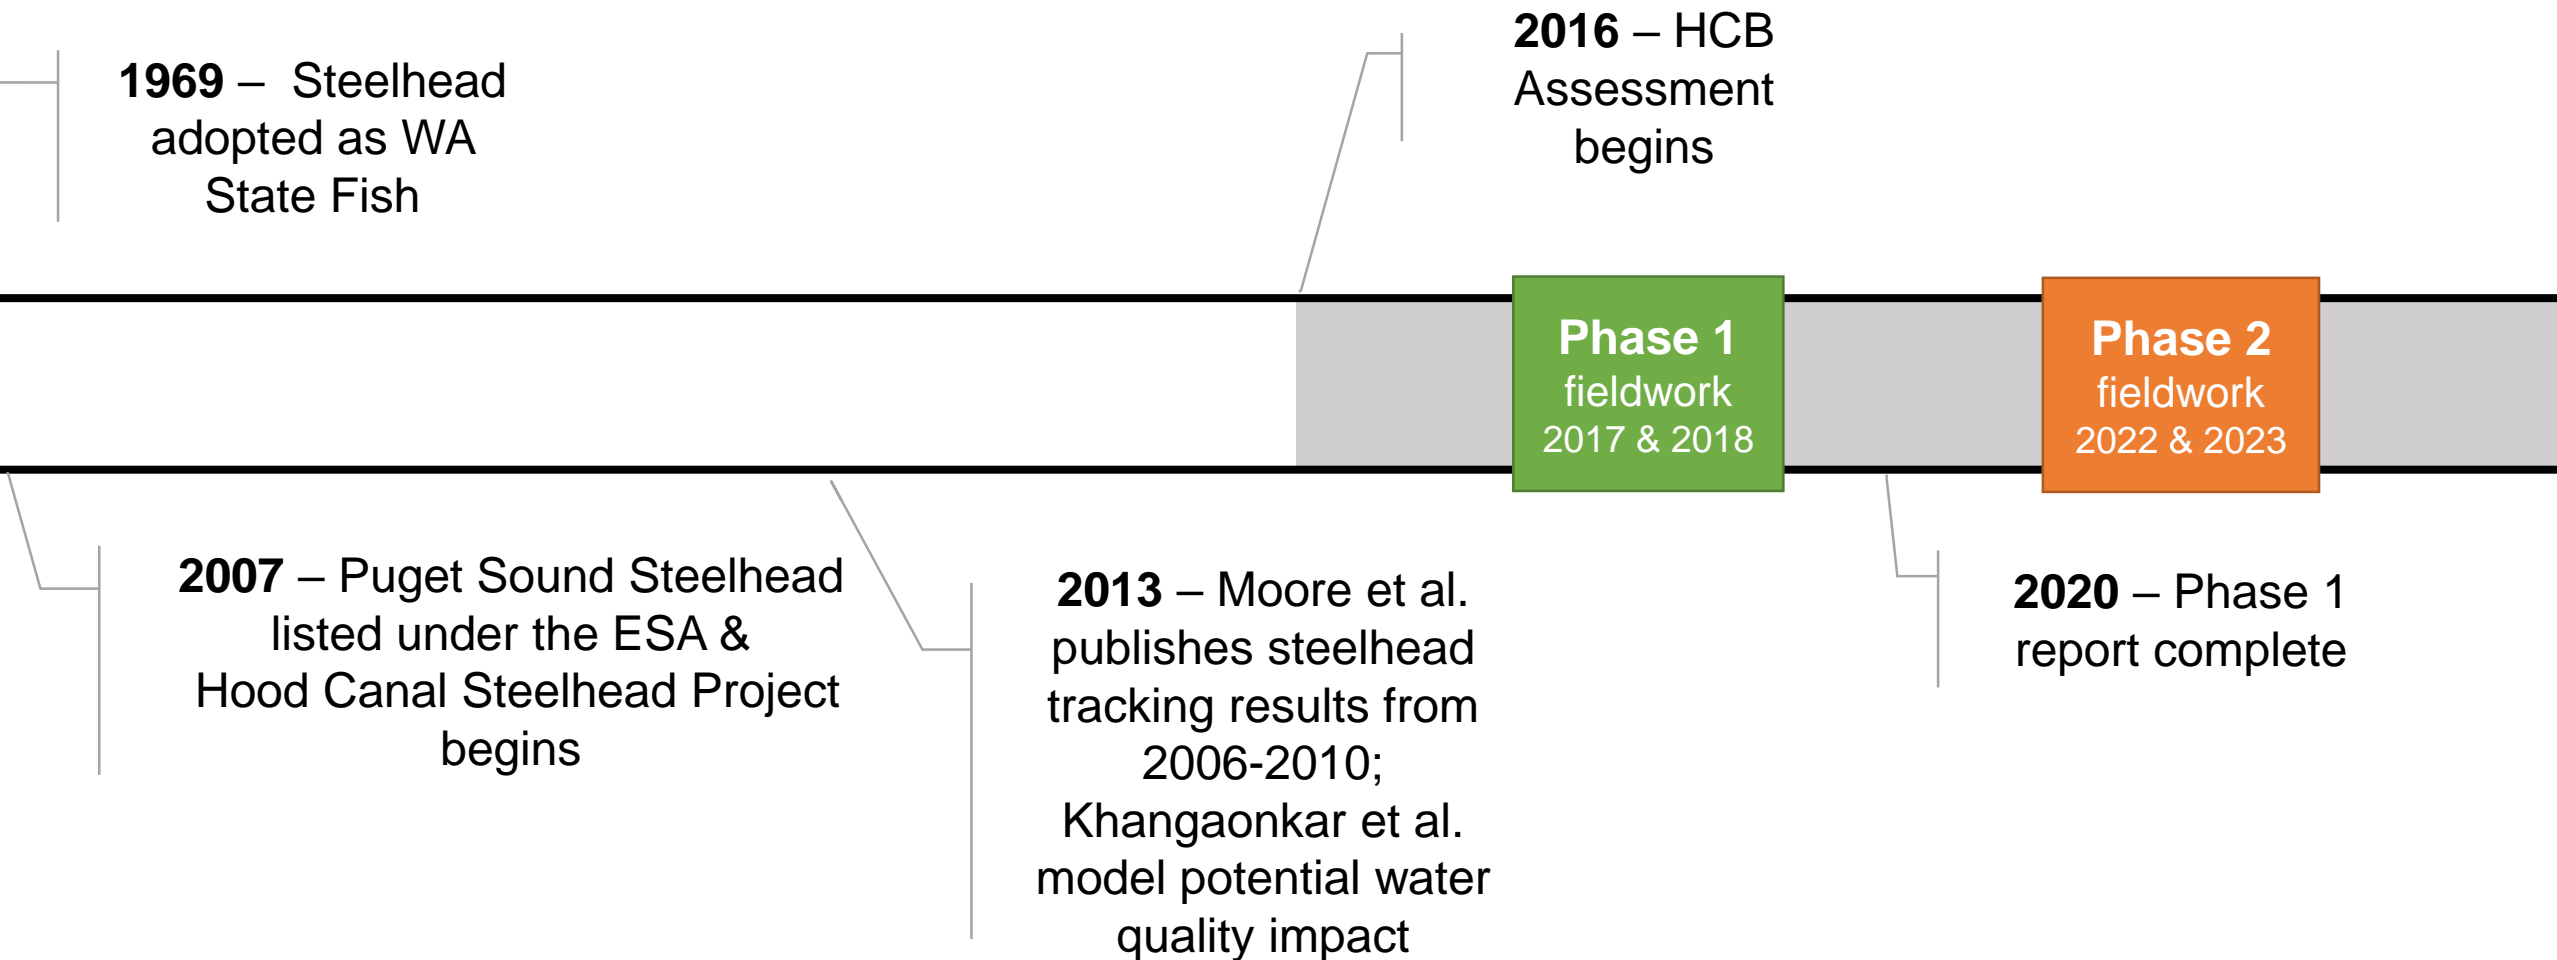 1969 – Steelhead
adopted as WA
State Fish
2016 – HCB
Assessment
begins
Phase 1
fieldwork
2017 & 2018
Phase 2
fieldwork
2022 & 2023
2007 – Puget Sound Steelhead
listed under the ESA &
Hood Canal Steelhead Project
begins
2013 – Moore et al.
publishes steelhead
tracking results from
2006-2010;
Khangaonkar et al.
model potential water
quality impact
2020 – Phase 1
report complete